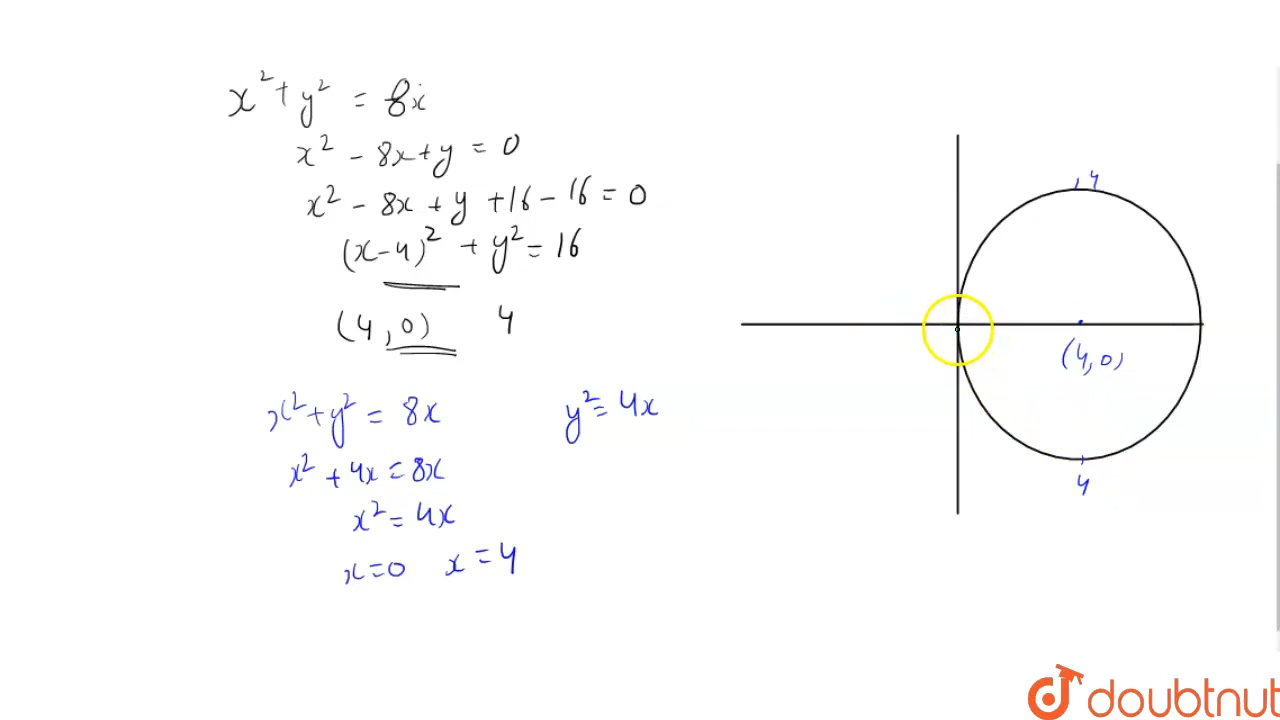 x² + y² = 8x
x² - 8x + y = 0
x² - 8x + y + 16 - 16 = 0
(x-4)² + y² = 16
(4, 0) 4
x² + y² = 8x y² = 4x
x² + 4x = 8x
x² = 4x
x = 0 x = 4
4
(4, 0)
4
doubtnut